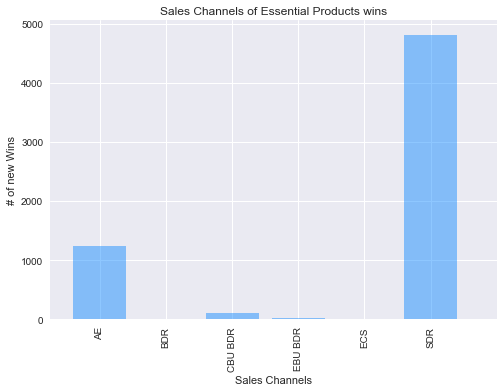 Sales Channels of Essential Products wins
5000
4000
3000
2000
1000
0
# of new Wins
AE
BDR
CBU BDR
EBU BDR
ECS
SDR
Sales Channels